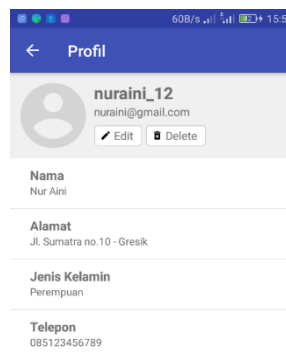 60B/s 15:5
Profil
nuraini_12
nuraini@gmail.com
Edit Delete
Nama
Nur Aini
Alamat
Jl. Sumatra no.10 - Gresik
Jenis Kelamin
Perempuan
Telepon
085123456789